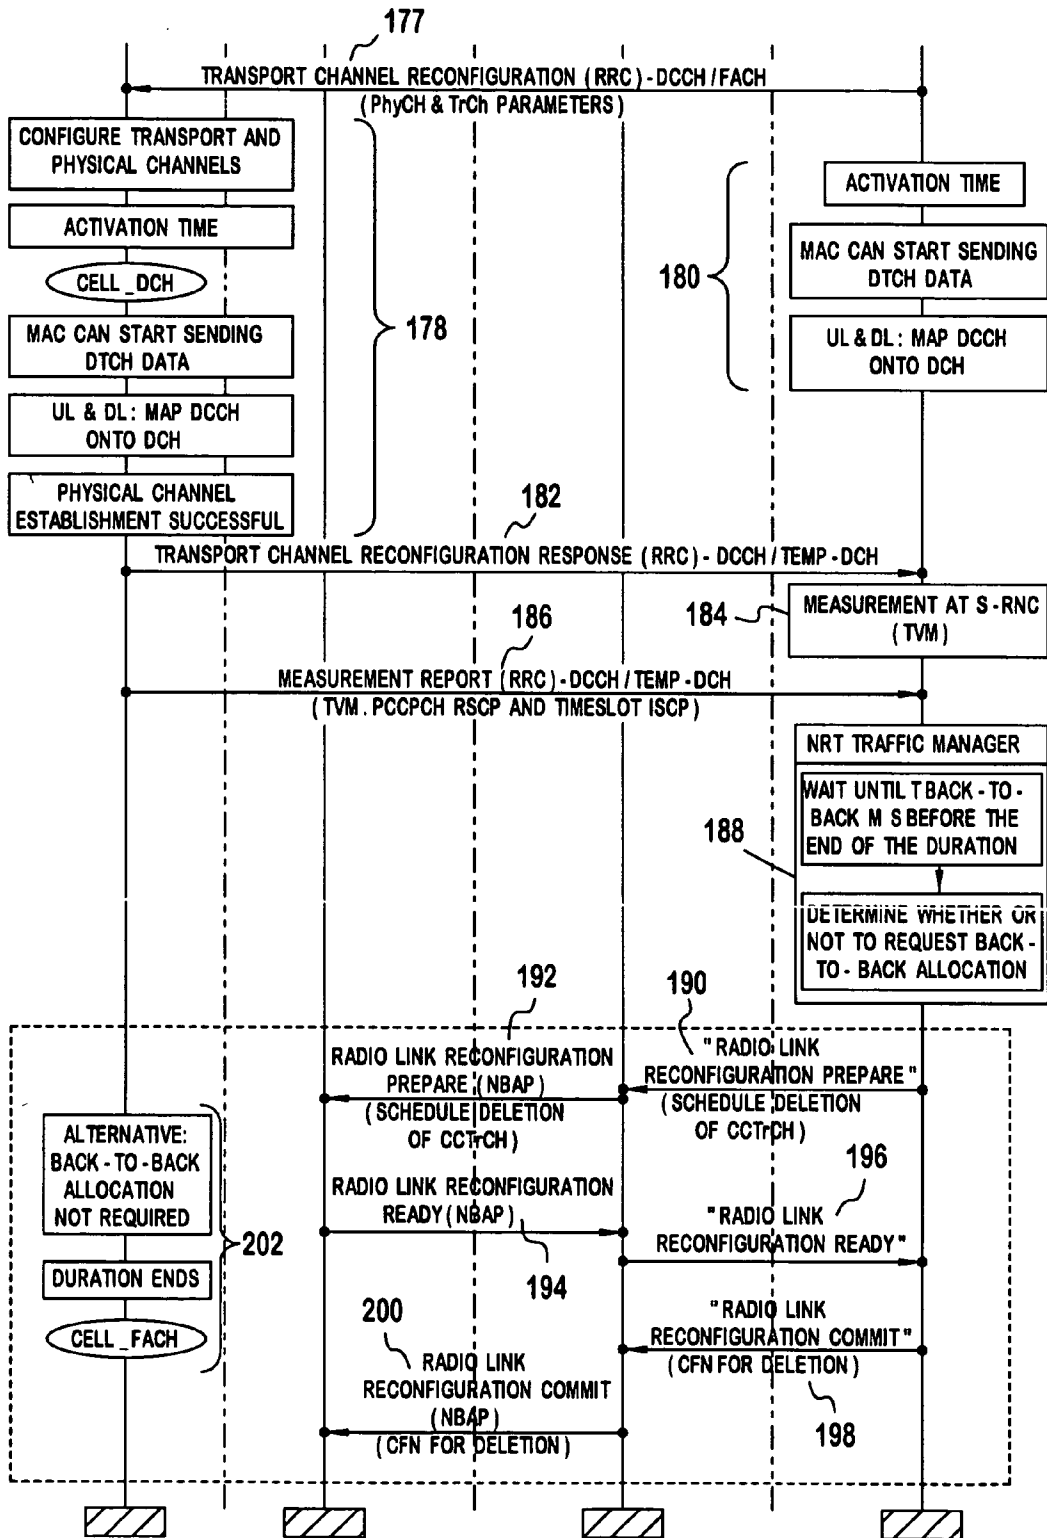 177
TRANSPORT CHANNEL RECONFIGURATION (RRC) - DCCH / FACH
(PhyCH & TrCh PARAMETERS)
CONFIGURE TRANSPORT AND
PHYSICAL CHANNELS
ACTIVATION TIME
CELL_DCH
MAC CAN START SENDING
DTCH DATA
UL & DL: MAP DCCH
ONTO DCH
PHYSICAL CHANNEL
ESTABLISHMENT SUCCESSFUL
178
180
ACTIVATION TIME
MAC CAN START SENDING
DTCH DATA
UL & DL: MAP DCCH
ONTO DCH
182
TRANSPORT CHANNEL RECONFIGURATION RESPONSE (RRC) - DCCH / TEMP - DCH
184
MEASUREMENT AT S - RNC
(TVM)
186
MEASUREMENT REPORT (RRC) - DCCH / TEMP - DCH
(TVM. PCCPCH RSCP AND TIMESLOT ISCP)
NRT TRAFFIC MANAGER
WAIT UNTIL T BACK - TO -
BACK M S BEFORE THE
END OF THE DURATION
188
DETERMINE WHETHER OR
NOT TO REQUEST BACK -
TO - BACK ALLOCATION
192
190
RADIO LINK RECONFIGURATION
PREPARE (NBAP)
(SCHEDULE DELETION
OF CCTrCH)
"RADIO LINK
RECONFIGURATION PREPARE"
(SCHEDULE DELETION
OF CCTrCH)
ALTERNATIVE:
BACK - TO - BACK
ALLOCATION
NOT REQUIRED
DURATION ENDS
CELL_FACH
202
RADIO LINK RECONFIGURATION
READY (NBAP)
194
196
"RADIO LINK
RECONFIGURATION READY"
200
"RADIO LINK
RECONFIGURATION COMMIT"
(CFN FOR DELETION)
198
RADIO LINK
RECONFIGURATION COMMIT
(NBAP)
(CFN FOR DELETION)